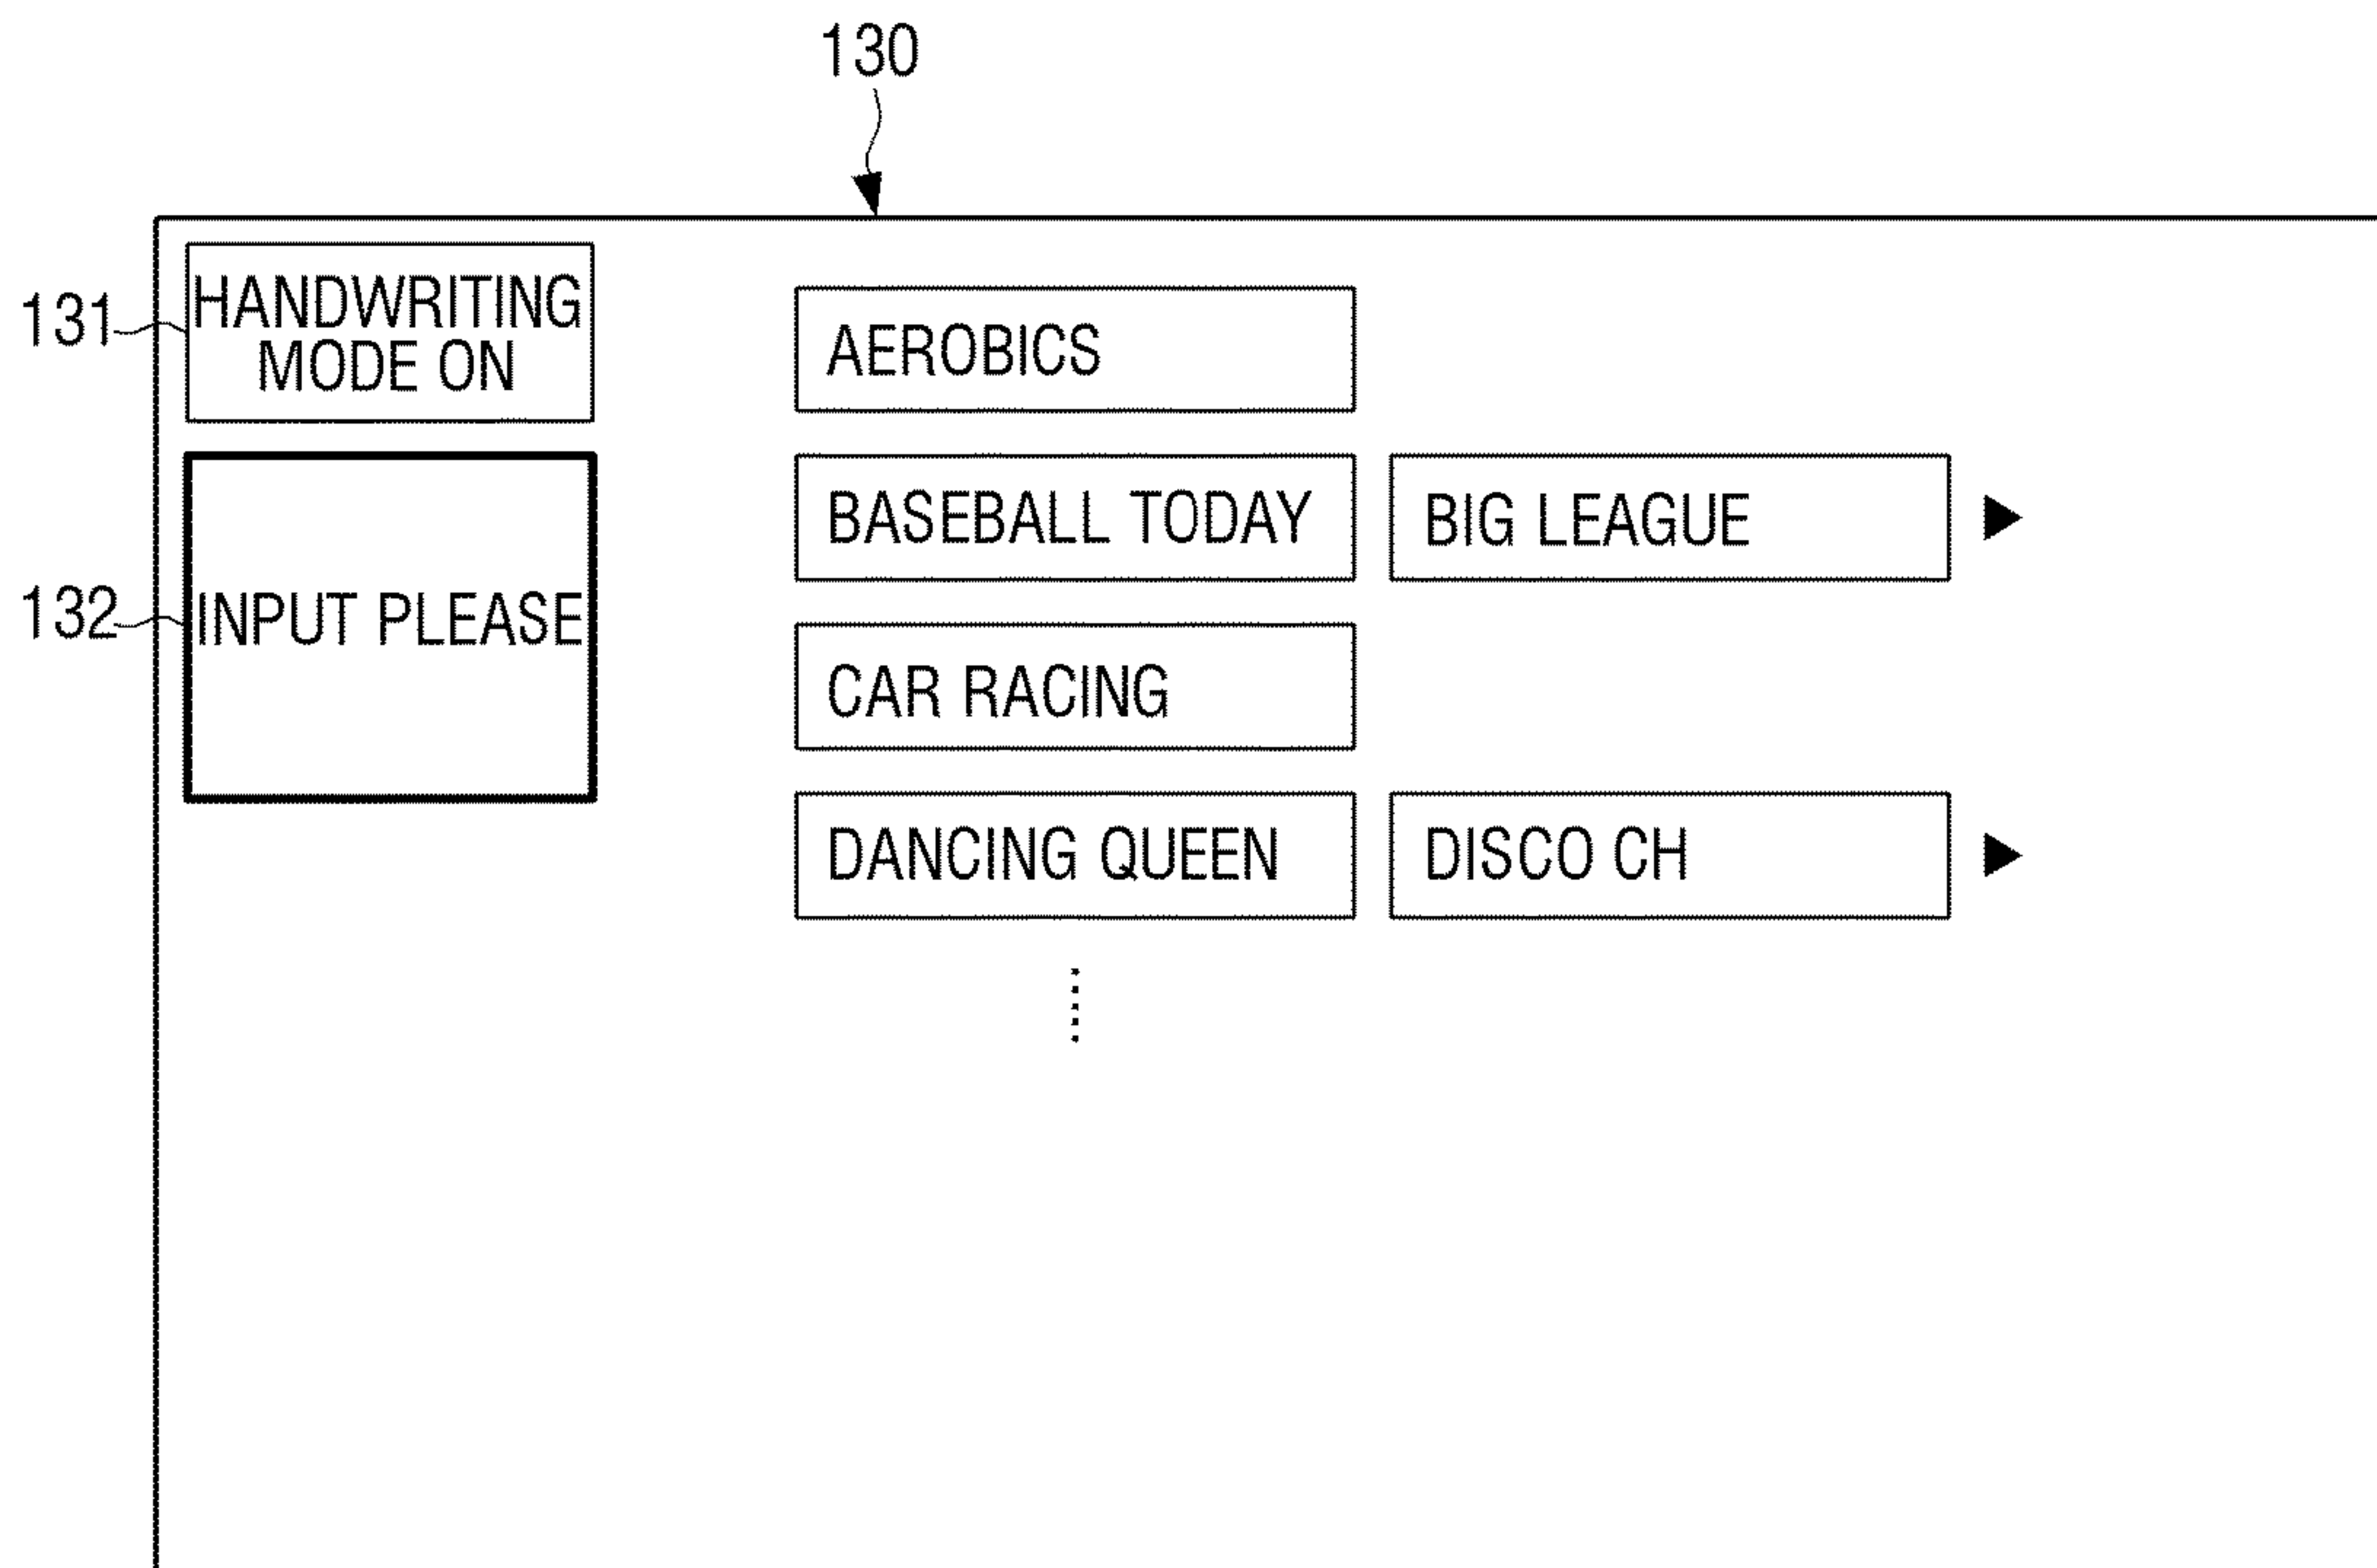 130
131
HANDWRITING
MODE ON
AEROBICS
BASEBALL TODAY
BIG LEAGUE
132
INPUT PLEASE
CAR RACING
DANCING QUEEN
DISCO CH